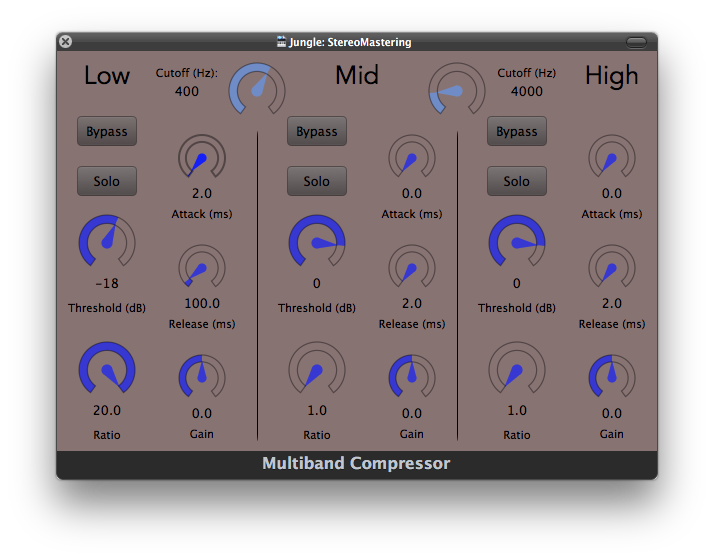 Jungle: StereoMastering
Low
Cutoff (Hz):
400
Mid
Cutoff (Hz)
4000
High
Bypass
Solo
2.0
Attack (ms)
-18
Threshold (dB)
100.0
Release (ms)
20.0
Ratio
0.0
Gain
Bypass
Solo
0.0
Attack (ms)
0
Threshold (dB)
2.0
Release (ms)
1.0
Ratio
0.0
Gain
Bypass
Solo
0.0
Attack (ms)
0
Threshold (dB)
2.0
Release (ms)
1.0
Ratio
0.0
Gain
Multiband Compressor